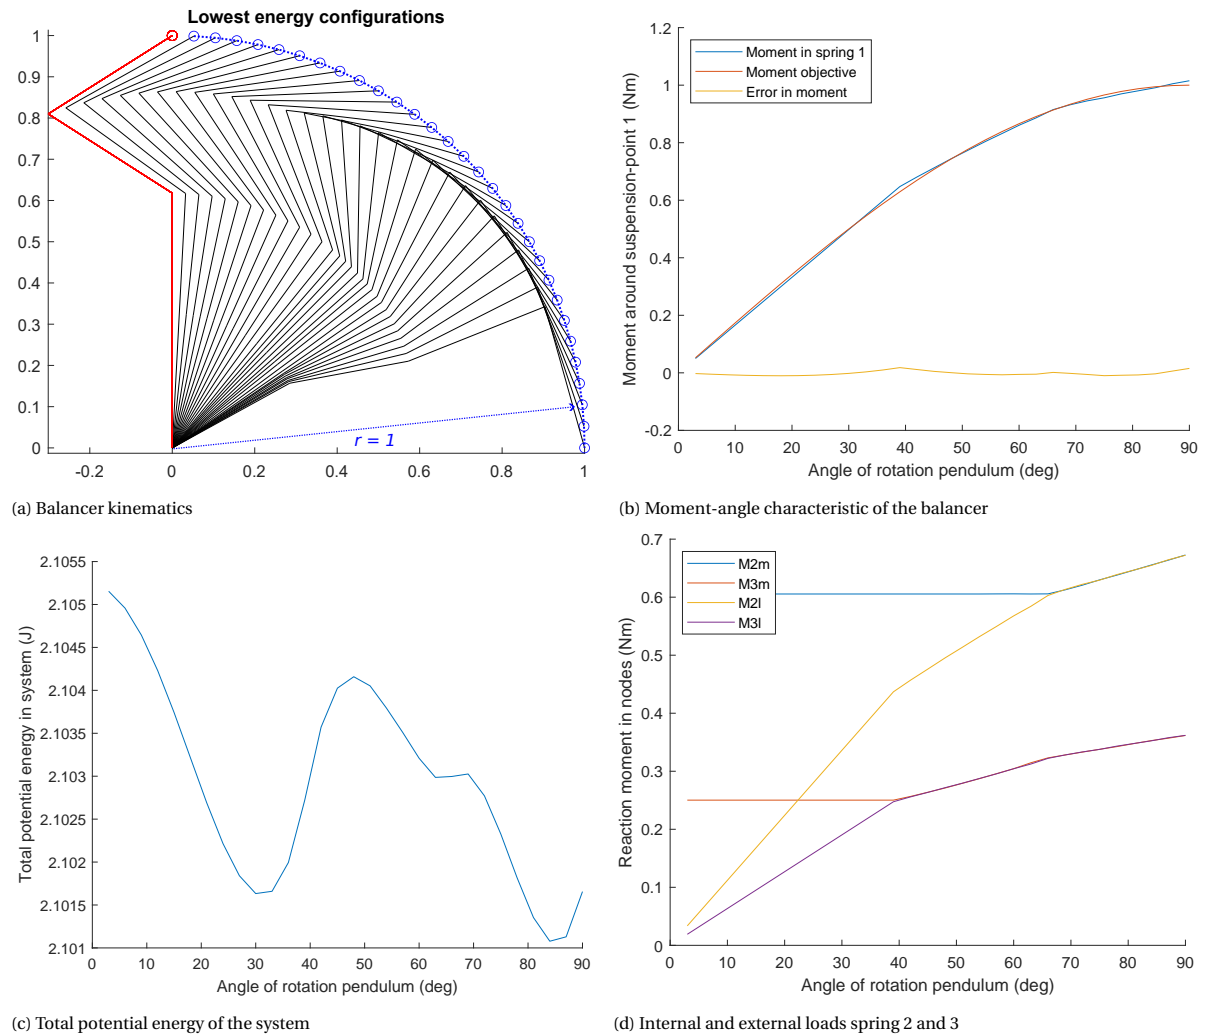 Lowest energy configurations
1
0.9
0.8
0.7
0.6
0.5
0.4
0.3
0.2
0.1
0
r = 1
-0.2 0 0.2 0.4 0.6 0.8 1
(a) Balancer kinematics
Moment around suspension-point 1 (Nm)
1.2
1
0.8
0.6
0.4
0.2
0
-0.2
Moment in spring 1
Moment objective
Error in moment
0 10 20 30 40 50 60 70 80 90
Angle of rotation pendulum (deg)
(b) Moment-angle characteristic of the balancer
Total potential energy in system (J)
2.1055
2.105
2.1045
2.104
2.1035
2.103
2.1025
2.102
2.1015
2.101
0 10 20 30 40 50 60 70 80 90
Angle of rotation pendulum (deg)
(c) Total potential energy of the system
Reaction moment in nodes (Nm)
0.7
0.6
0.5
0.4
0.3
0.2
0.1
0
M2m
M3m
M2l
M3l
0 10 20 30 40 50 60 70 80 90
Angle of rotation pendulum (deg)
(d) Internal and external loads spring 2 and 3